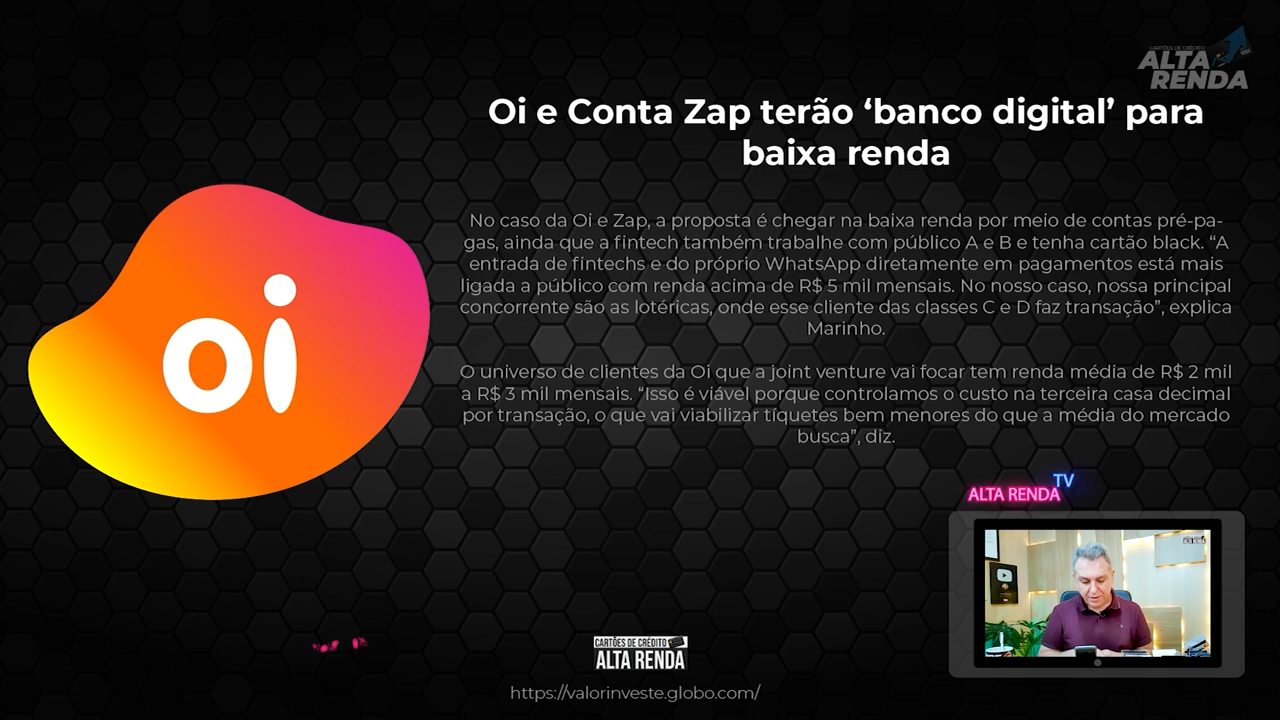 CARTÕES DE CRÉDITO
ALTA
RENDA
Oi e Conta Zap terão ‘banco digital’ para
baixa renda
oi
No caso da Oi e Zap, a proposta é chegar na baixa renda por meio de contas pré-pa-
gas, ainda que a fintech também trabalhe com público A e B e tenha cartão black. “A
entrada de fintechs e do próprio WhatsApp diretamente em pagamentos está mais
ligada a público com renda acima de R$ 5 mil mensais. No nosso caso, nossa principal
concorrente são as lotéricas, onde esse cliente das classes C e D faz transação”, explica
Marinho.
O universo de clientes da Oi que a joint venture vai focar tem renda média de R$ 2 mil
a R$ 3 mil mensais. “Isso é viável porque controlamos o custo na terceira casa decimal
por transação, o que vai viabilizar tíquetes bem menores do que a média do mercado
busca”, diz.
ALTA RENDA TV
CARTÕES DE CRÉDITO
ALTA RENDA
https://valorinveste.globo.com/